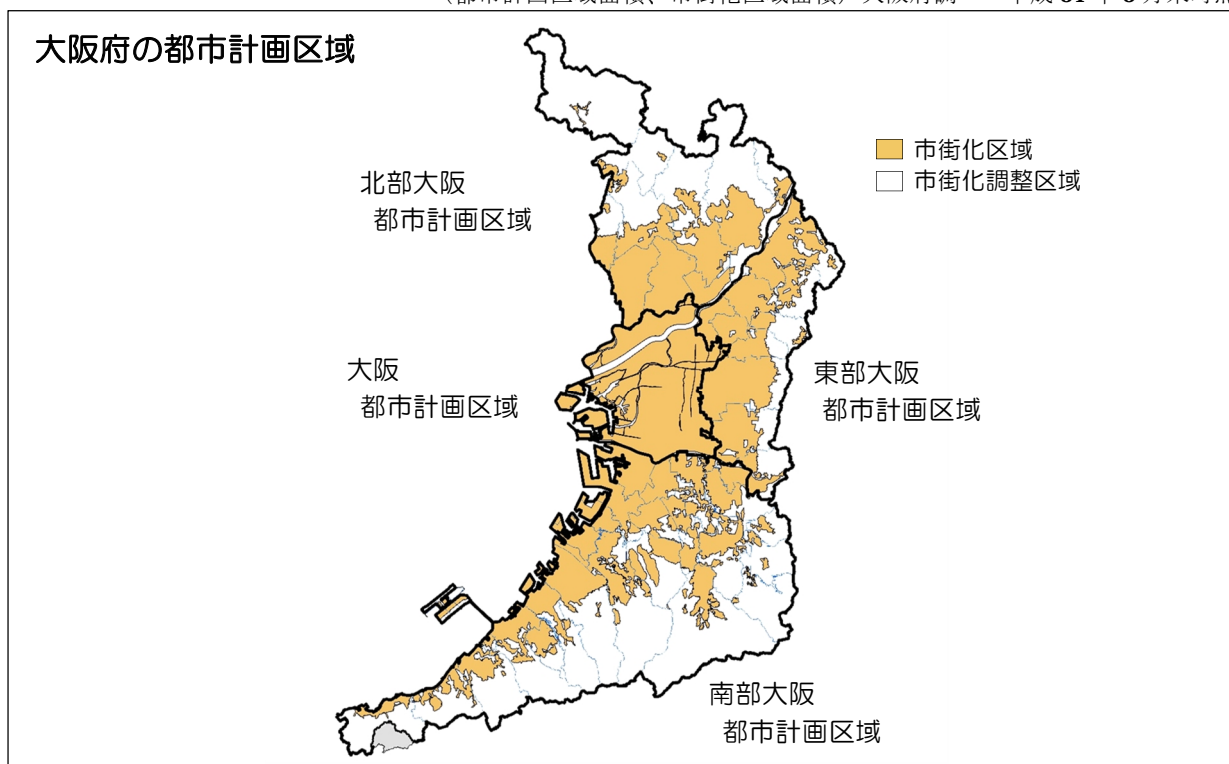 大阪府の都市計画区域
市街化区域
市街化調整区域
北部大阪
都市計画区域
大阪
都市計画区域
東部大阪
都市計画区域
南部大阪
都市計画区域